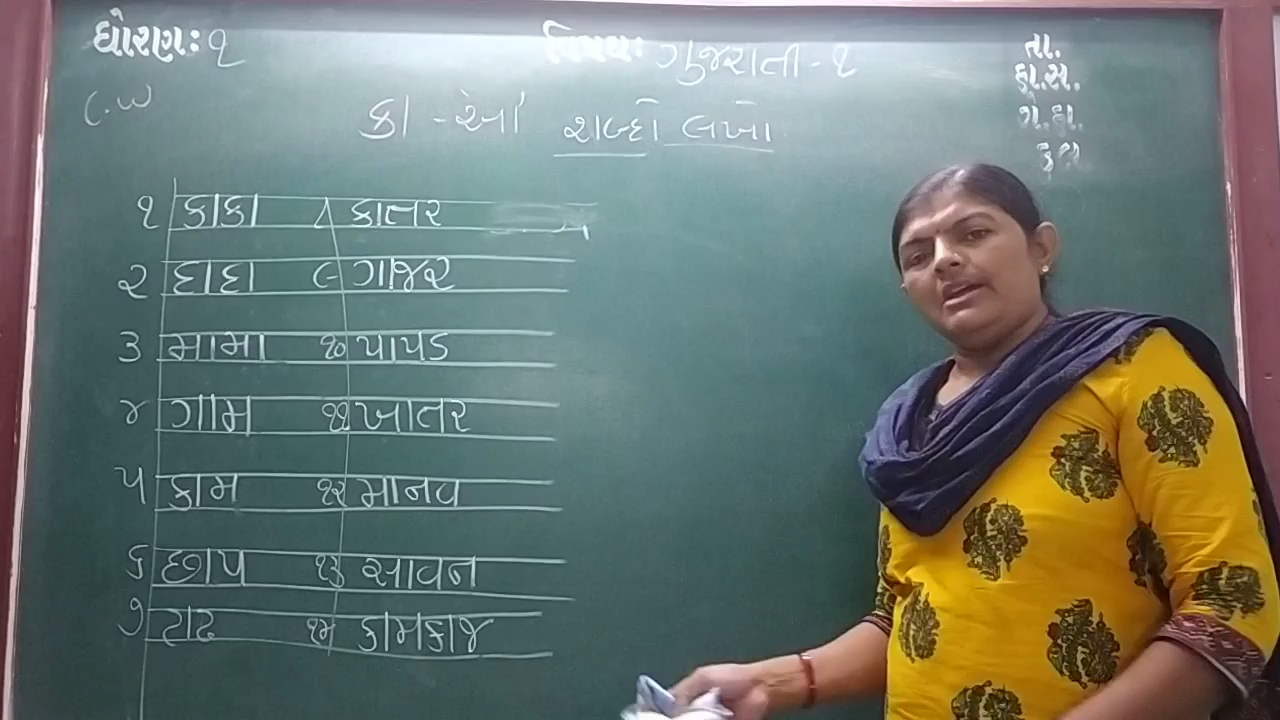 ધોરણઃ ૧ વિષયઃ ગુજરાતી - ૧ તા.
હા.સં.
ગે.હા.
કુલ
C.W
કા - આ શબ્દો લખો
૧ કાકા ૮ કાતર
૨ દાદા ૯ ગાજર
૩ મામા ૧૦ પાપડ
૪ ગામ ૧૧ ખાતર
૫ કામ ૧૨ માનવ
૬ છાપ ૧૩ સાવન
૭ ટાઢ ૧૪ કામકાજ